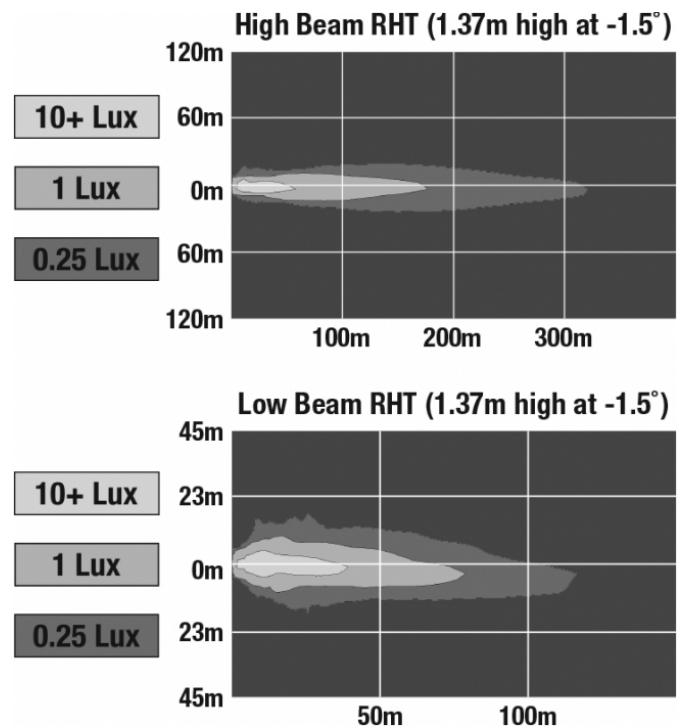 High Beam RHT (1.37m high at -1.5°)
120m
10+ Lux
60m
1 Lux
0m
0.25 Lux
60m
120m
100m
200m
300m
Low Beam RHT (1.37m high at -1.5°)
45m
10+ Lux
23m
1 Lux
0m
0.25 Lux
23m
45m
50m
100m